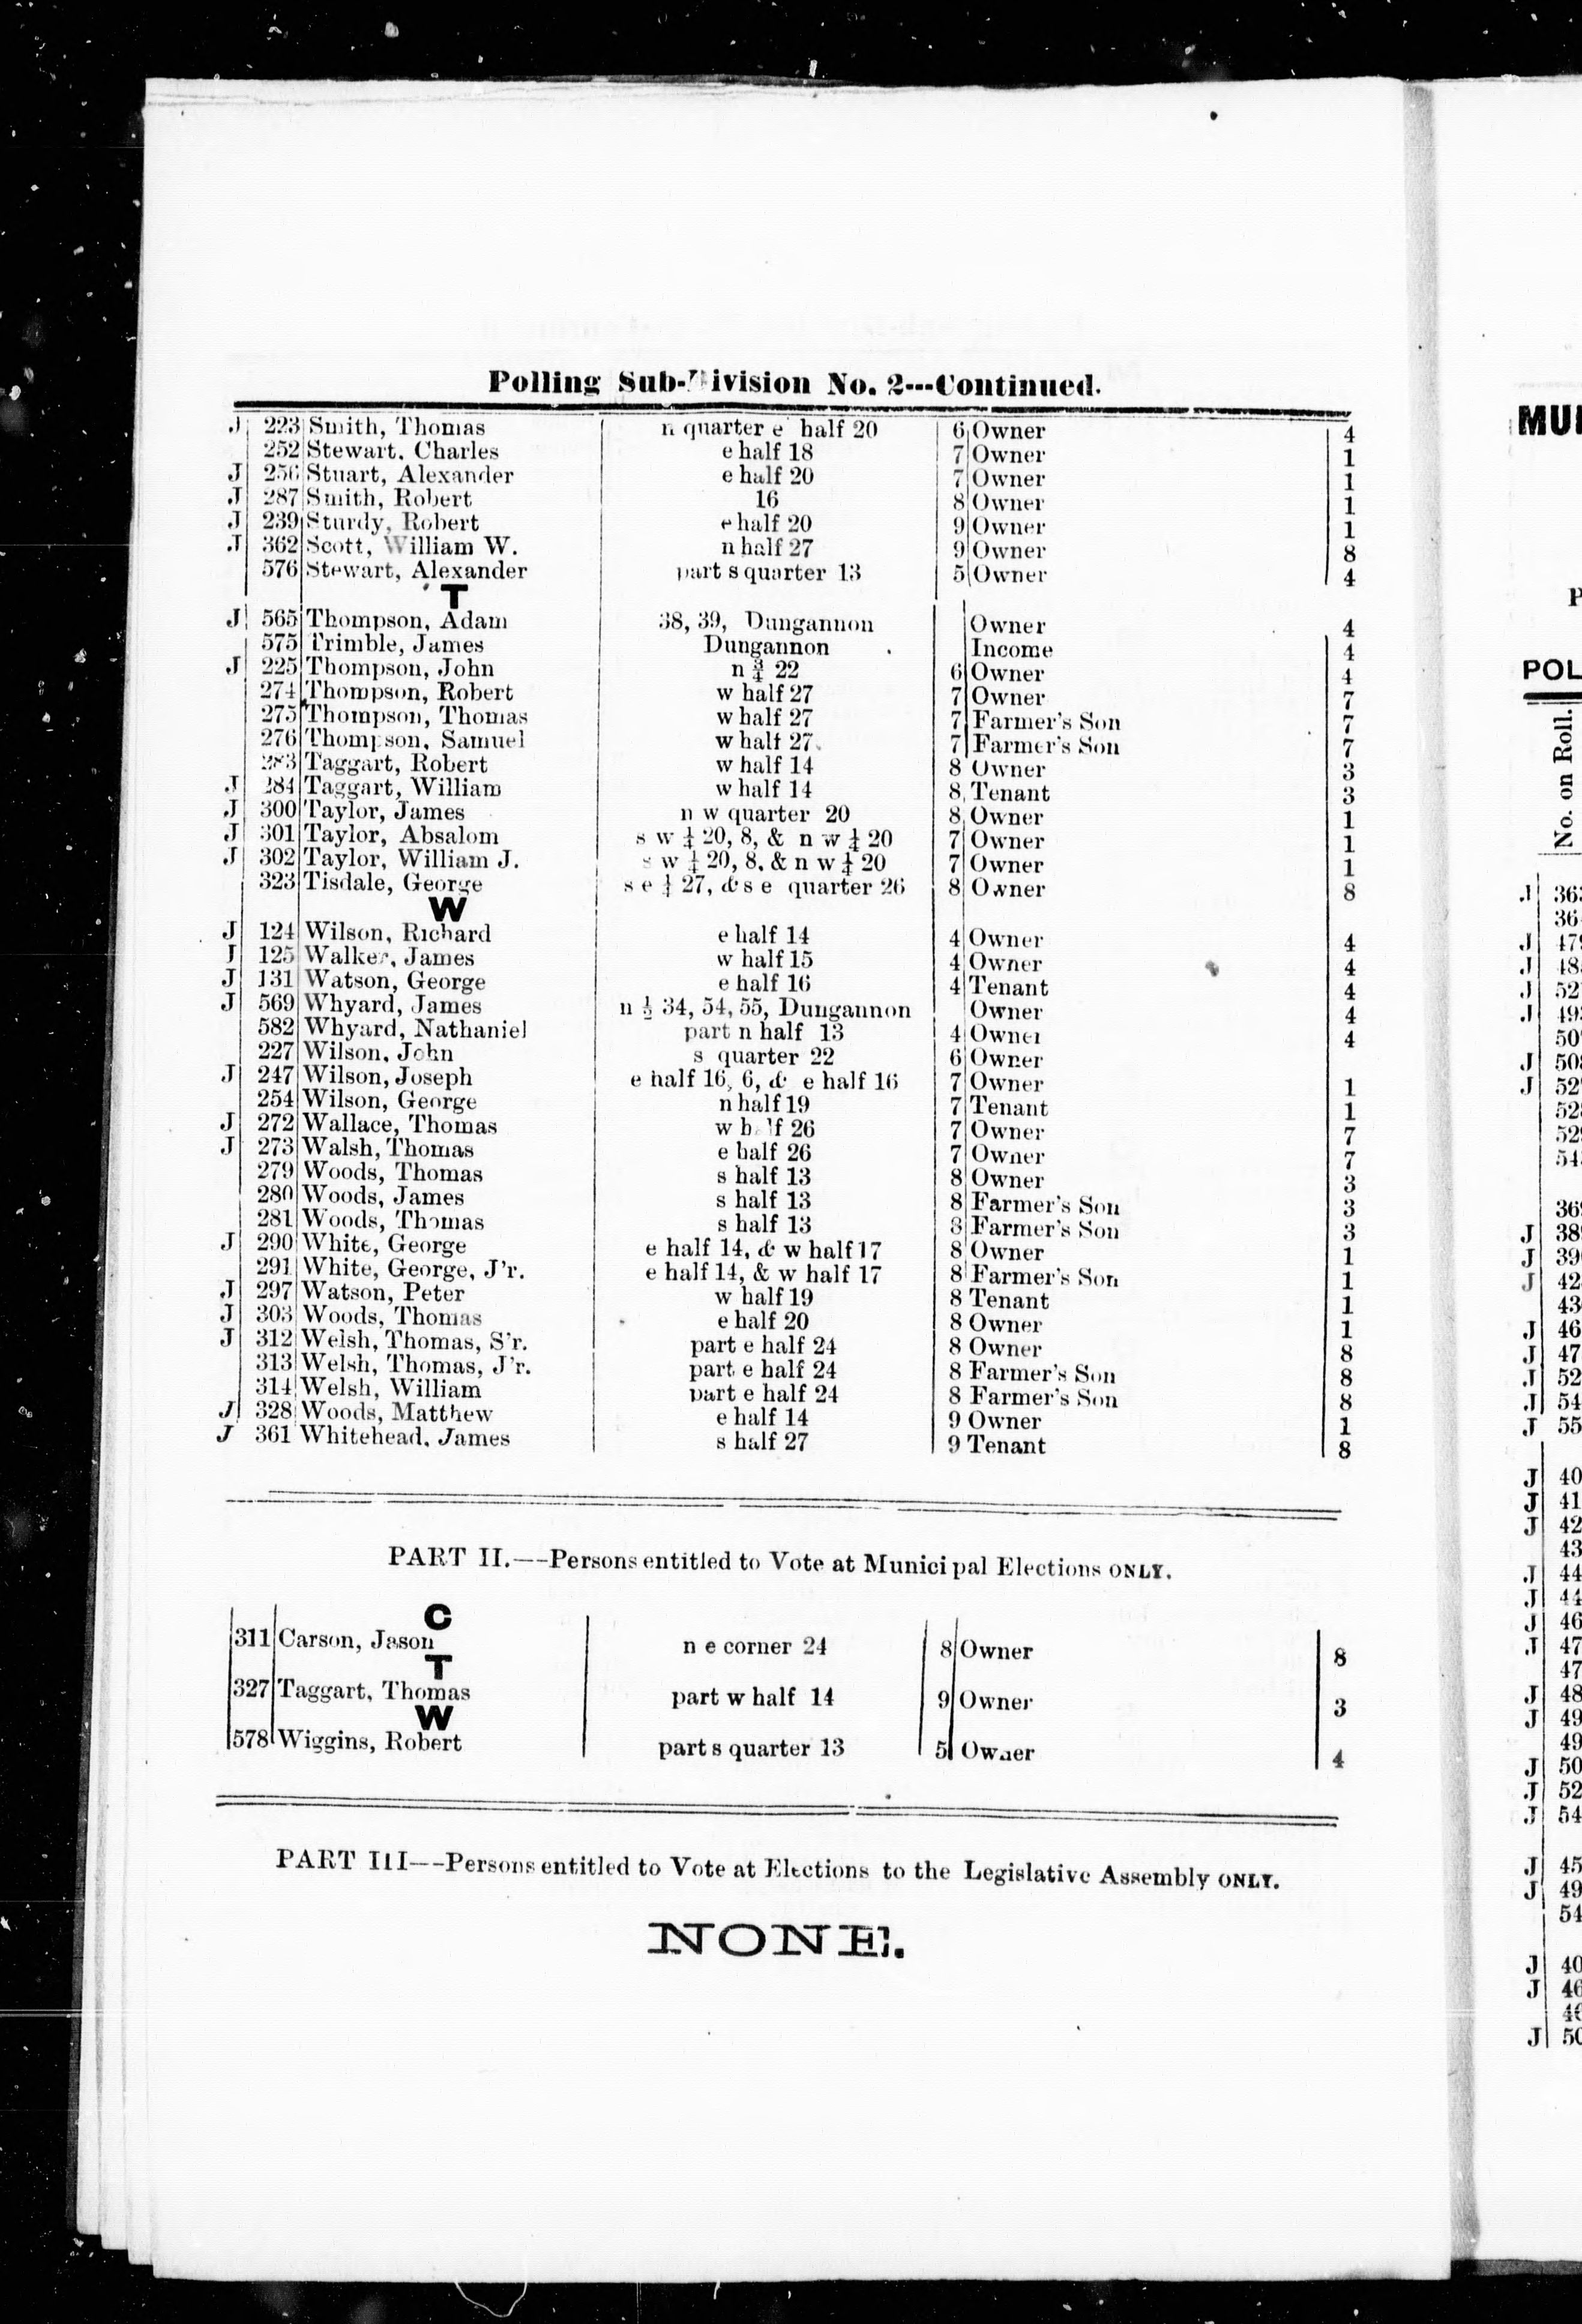 Polling Sub-Division No. 2---Continued.
J 223 Smith, Thomas n quarter e half 20 6 Owner 4
252 Stewart, Charles e half 18 7 Owner 1
J 256 Stuart, Alexander e half 20 7 Owner 1
J 287 Smith, Robert 16 8 Owner 1
J 239 Sturdy, Robert e half 20 9 Owner 1
J 362 Scott, William W. n half 27 9 Owner 8
576 Stewart, Alexander part s quarter 13 5 Owner 4
T
J 565 Thompson, Adam 38, 39, Dungannon Owner 4
575 Trimble, James Dungannon Income 4
J 225 Thompson, John n ¾ 22 6 Owner 4
274 Thompson, Robert w half 27 7 Owner 7
275 Thompson, Thomas w half 27 7 Farmer's Son 7
276 Thompson, Samuel w half 27 7 Farmer's Son 7
283 Taggart, Robert w half 14 8 Owner 3
J 284 Taggart, William w half 14 8 Tenant 3
J 300 Taylor, James n w quarter 20 8 Owner 1
J 301 Taylor, Absalom s w ¼ 20, 8, & n w ¼ 20 7 Owner 1
J 302 Taylor, William J. s w ¼ 20, 8, & n w ¼ 20 7 Owner 1
323 Tisdale, George s e ¼ 27, & s e quarter 26 8 Owner 8
W
J 124 Wilson, Richard e half 14 4 Owner 4
J 125 Walker, James w half 15 4 Owner 4
J 131 Watson, George e half 16 4 Tenant 4
J 569 Whyard, James n ½ 34, 54, 55, Dungannon Owner 4
582 Whyard, Nathaniel part n half 13 4 Owner 4
227 Wilson, John s quarter 22 6 Owner
J 247 Wilson, Joseph e half 16, 6, & e half 16 7 Owner 1
254 Wilson, George n half 19 7 Tenant 1
J 272 Wallace, Thomas w half 26 7 Owner 7
J 273 Walsh, Thomas e half 26 7 Owner 7
279 Woods, Thomas s half 13 8 Owner 3
280 Woods, James s half 13 8 Farmer's Son 3
281 Woods, Thomas s half 13 8 Farmer's Son 3
J 290 White, George e half 14, & w half 17 8 Owner 1
291 White, George, J'r. e half 14, & w half 17 8 Farmer's Son 1
J 297 Watson, Peter w half 19 8 Tenant 1
J 303 Woods, Thomas e half 20 8 Owner 1
J 312 Welsh, Thomas, S'r. part e half 24 8 Owner 8
313 Welsh, Thomas, J'r. part e half 24 8 Farmer's Son 8
314 Welsh, William part e half 24 8 Farmer's Son 8
J 328 Woods, Matthew e half 14 9 Owner 1
J 361 Whitehead, James s half 27 9 Tenant 8
PART II.---Persons entitled to Vote at Municipal Elections ONLY.
C
311 Carson, Jason n e corner 24 8 Owner 8
T
327 Taggart, Thomas part w half 14 9 Owner 3
W
578 Wiggins, Robert part s quarter 13 5 Owner 4
PART III---Persons entitled to Vote at Elections to the Legislative Assembly ONLY.
NONE.
No. on Roll.